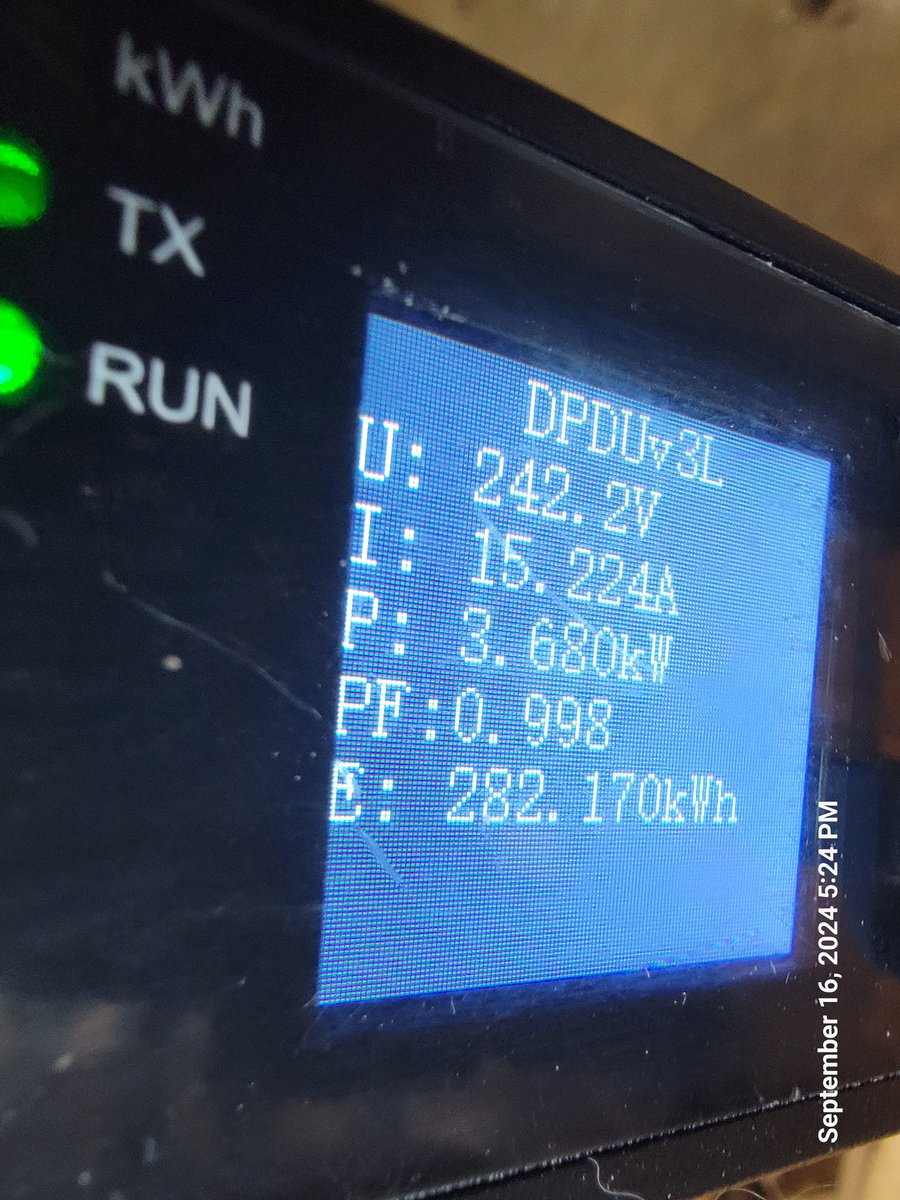 kWh
TX
RUN
DPDUv3L
U: 242.2V
I: 15.224A
P: 3.680kW
PF:0.998
E: 282.170kWh
September 16, 2024 5:24 PM